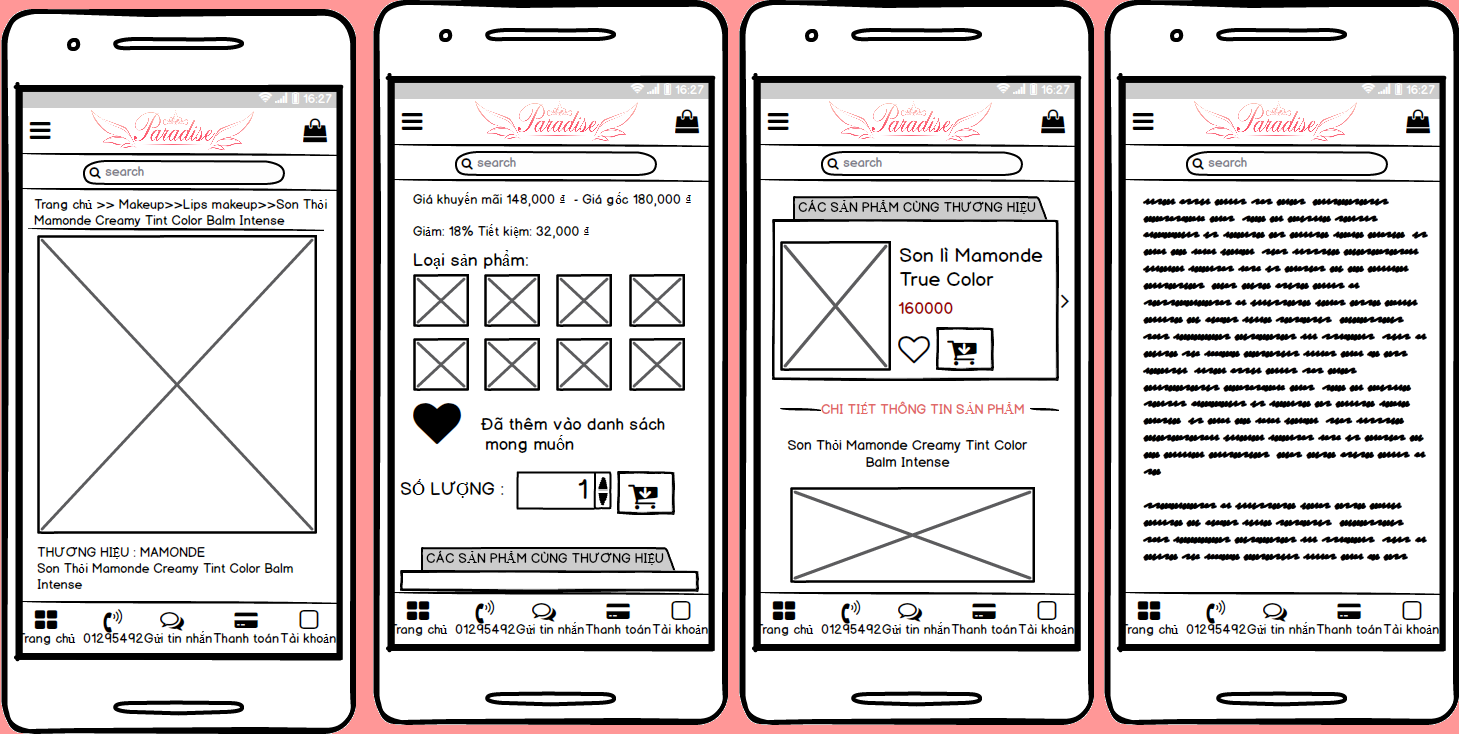 16:27
Paradise
search
Trang chủ >> Makeup>>Lips makeup>>Son Thỏi
Mamonde Creamy Tint Color Balm Intense
THƯƠNG HIỆU : MAMONDE
Son Thỏi Mamonde Creamy Tint Color Balm
Intense
Trang chủ 01295492 Gửi tin nhắn Thanh toán Tài khoản
16:27
Paradise
search
Giá khuyến mãi 148,000 ₫ - Giá gốc 180,000 ₫
Giảm: 18% Tiết kiệm: 32,000 ₫
Loại sản phẩm:
Đã thêm vào danh sách
mong muốn
SỐ LƯỢNG : 1
CÁC SẢN PHẨM CÙNG THƯƠNG HIỆU
Trang chủ 01295492 Gửi tin nhắn Thanh toán Tài khoản
16:27
Paradise
search
CÁC SẢN PHẨM CÙNG THƯƠNG HIỆU
Son lì Mamonde
True Color
160000
CHI TIẾT THÔNG TIN SẢN PHẨM
Son Thỏi Mamonde Creamy Tint Color
Balm Intense
Trang chủ 01295492 Gửi tin nhắn Thanh toán Tài khoản
16:27
Paradise
search
Trang chủ 01295492 Gửi tin nhắn Thanh toán Tài khoản